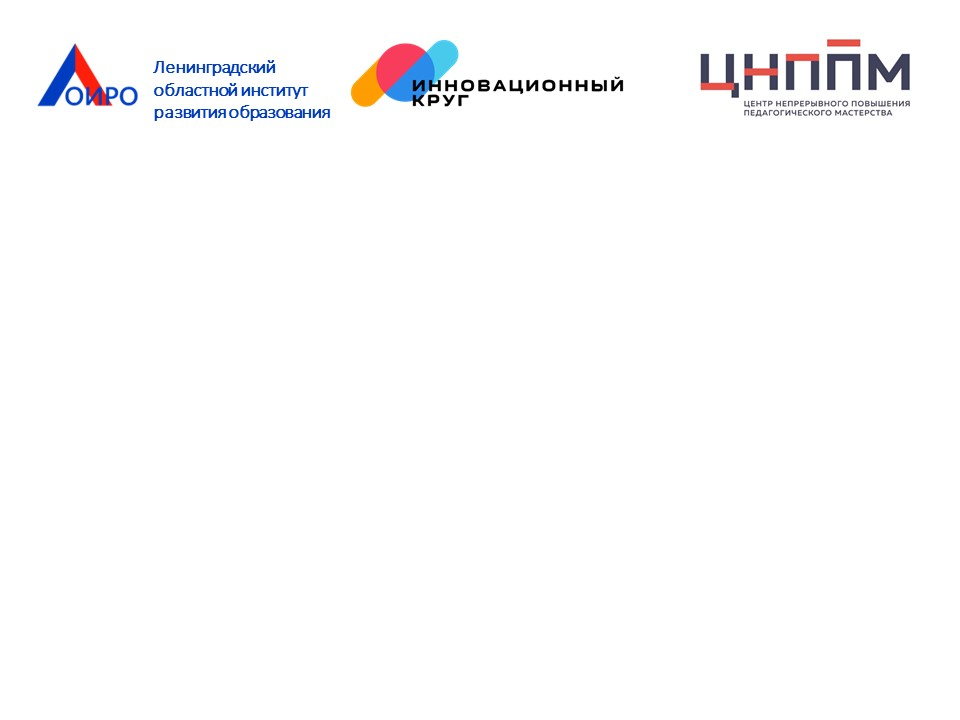 ОИРО
Ленинградский
областной институт
развития образования
ИННОВАЦИОННЫЙ
КРУГ
ЦНППМ
ЦЕНТР НЕПРЕРЫВНОГО ПОВЫШЕНИЯ
ПЕДАГОГИЧЕСКОГО МАСТЕРСТВА